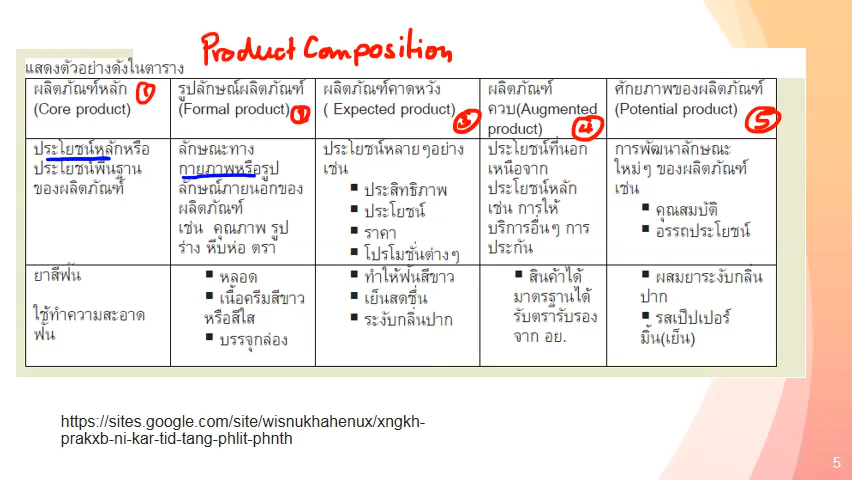 Product Composition
แสดงตัวอย่างดังในตาราง
ผลิตภัณฑ์หลัก ①
(Core product)
รูปลักษณ์ผลิตภัณฑ์
(Formal product) ①
ผลิตภัณฑ์คาดหวัง
( Expected product) ③
ผลิตภัณฑ์
ควบ(Augmented
product) ④
ศักยภาพของผลิตภัณฑ์
(Potential product) ⑤
ประโยชน์หลักหรือ
ประโยชน์พื้นฐาน
ของผลิตภัณฑ์
ลักษณะทาง
กายภาพหรือรูป
ลักษณ์ภายนอกของ
ผลิตภัณฑ์
เช่น คุณภาพ รูป
ร่าง หีบห่อ ตรา
ประโยชน์หลายๆอย่าง
เช่น
▪ ประสิทธิภาพ
▪ ประโยชน์
▪ ราคา
▪ โปรโมชั่นต่างๆ
ประโยชน์ที่นอก
เหนือจาก
ประโยชน์หลัก
เช่น การให้
บริการอื่นๆ การ
ประกัน
การพัฒนาลักษณะ
ใหม่ๆ ของผลิตภัณฑ์
เช่น
▪ คุณสมบัติ
▪ อรรถประโยชน์
ยาสีฟัน
ใช้ทำความสะอาด
ฟัน
▪ หลอด
▪ เนื้อครีมสีขาว
หรือสีใส
▪ บรรจุกล่อง
▪ ทำให้ฟันสีขาว
▪ เย็นสดชื่น
▪ ระงับกลิ่นปาก
▪ สินค้าได้
มาตรฐานได้
รับตรารับรอง
จาก อย.
▪ ผสมยาระงับกลิ่น
ปาก
▪ รสเป็ปเปอร์
มิ้น(เย็น)
https://sites.google.com/site/wisnukhahenux/xngkh-
prakxb-ni-kar-tid-tang-phlit-phnth
5